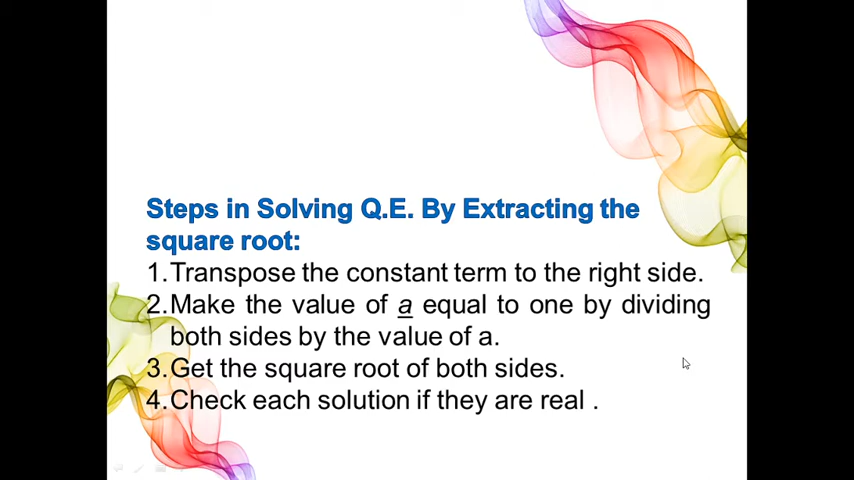 Steps in Solving Q.E. By Extracting the
square root:
1.Transpose the constant term to the right side.
2.Make the value of a equal to one by dividing
both sides by the value of a.
3.Get the square root of both sides.
4.Check each solution if they are real .